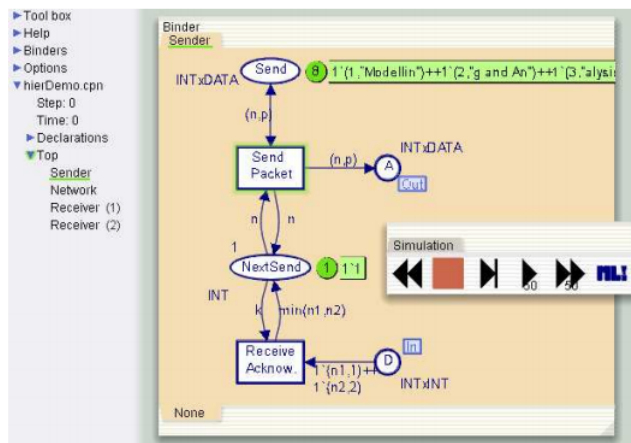 Tool box
Help
Binders
Options
hierDemo.cpn
Step: 0
Time: 0
Declarations
Top
Sender
Network
Receiver (1)
Receiver (2)
Binder
Sender
INTxDATA
Send
8
1`(1,"Modellin")++1`(2,"g and An")++1`(3,"alysis
(n,p)
Send
Packet
(n,p)
INTxDATA
A
Out
n
n
1
NextSend
1
1`1
INT
k
min(n1,n2)
Receive
Acknow.
1`(n1,1)++
1`(n2,2)
D
In
INTxINT
None
Simulation
50
50
ML!